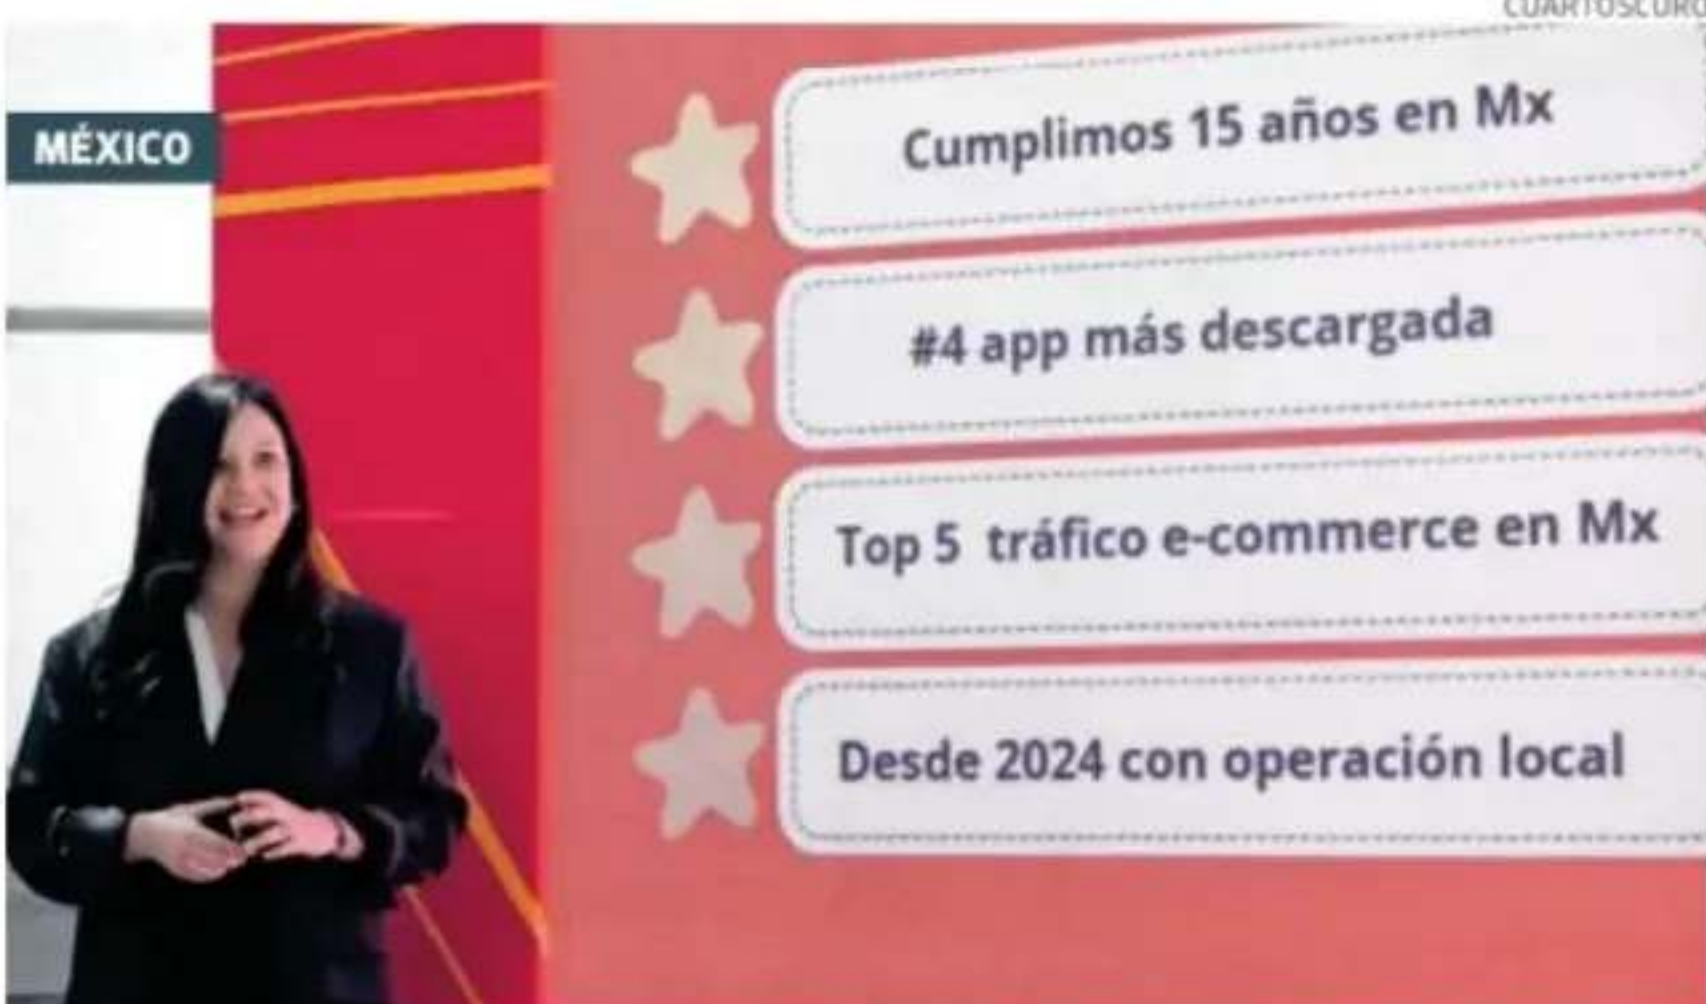 CUARTOSCURO
MÉXICO
Cumplimos 15 años en Mx
#4 app más descargada
Top 5 tráfico e-commerce en Mx
Desde 2024 con operación local